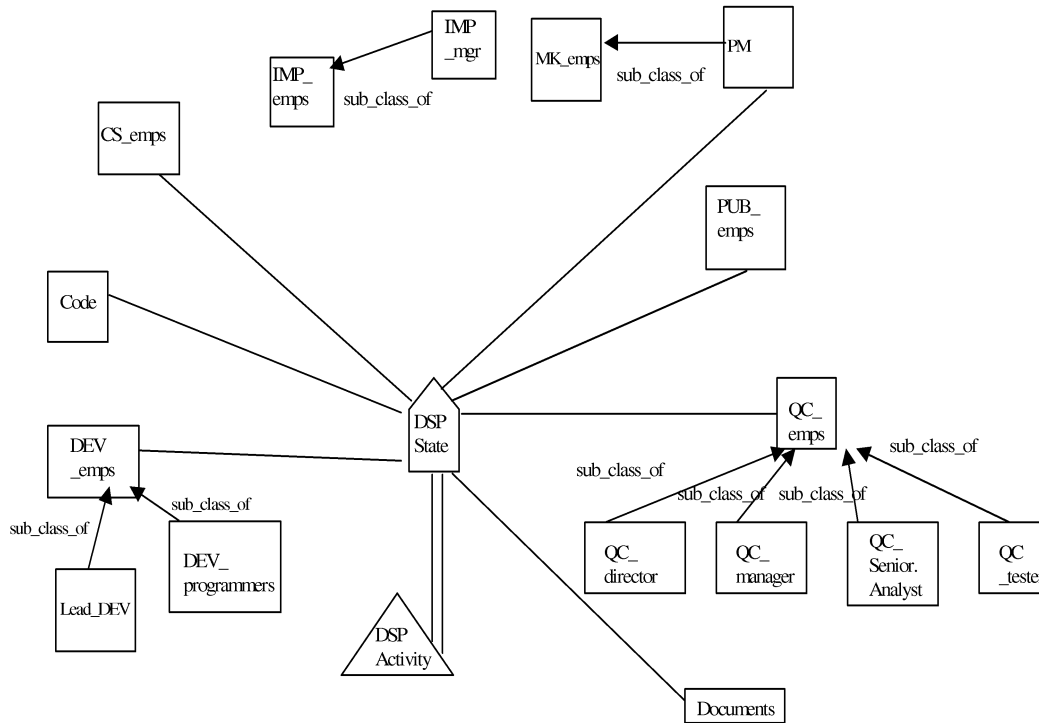 IMP
_mgr
PM
MK_emps
sub_class_of
IMP_
emps
sub_class_of
CS_emps
PUB_
emps
Code
DSP
State
QC_
emps
DEV
_emps
sub_class_of
sub_class_of
sub_class_of
sub_class_of
sub_class_of
sub_class_of
QC_
director
QC_
manager
QC_
Senior.
Analyst
QC
_tester
DEV_
programmers
Lead_DEV
DSP
Activity
Documents